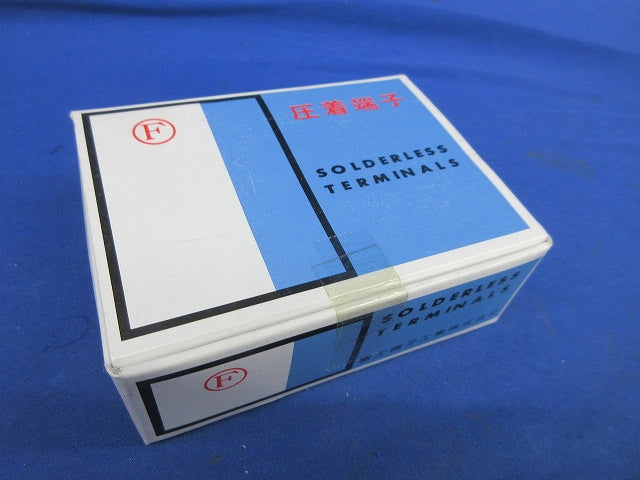 F
圧着端子
SOLDERLESS
TERMINALS
SOLDERLESS
TERMINALS
F